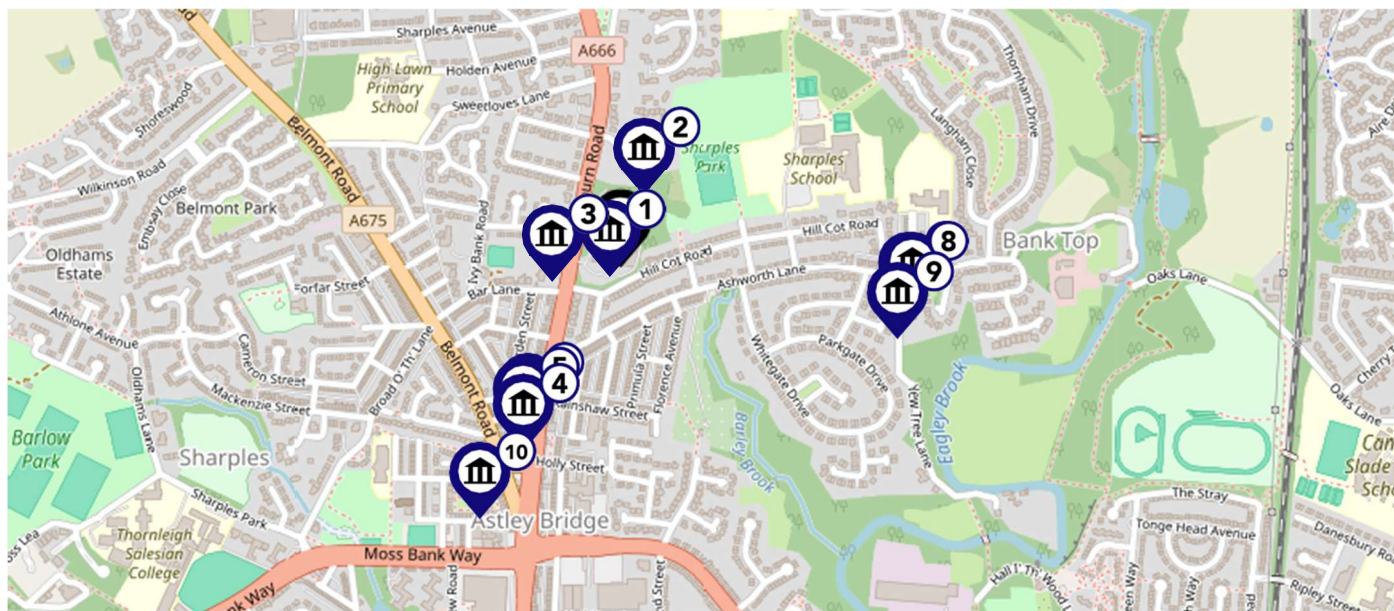 Sharples Avenue
A666
Holden Avenue
High Lawn
Primary
School
Sweetloves Lane
Shoreswood
Belmont Road
Thornham Drive
Langham Close
2
Sharples
Park
Sharples
School
Wilkinson Road
Embsay Close
Belmont Park
A675
Ivy Bank Road
3
1
Hill Cot Road
8
Bank Top
Oldhams
Estate
Hill Cot Road
Ashworth Lane
9
Oaks Lane
Forfar Street
Bar Lane
Athlone Avenue
Cameron Street
Broad O' Th' Lane
Belmont Road
5
4
Primula Street
Florence Avenue
Whitegate Drive
Parkgate Drive
Oldhams Lane
Mackenzie Street
Yew Tree Lane
Eagley Brook
Oaks Lane
Barlow
Park
Sharples
10
Holly Street
Barley Brook
Sharples Park
Astley Bridge
The Stray
Tonge Head Avenue
Thornleigh
Salesian
College
Moss Bank Way
Ripley Street